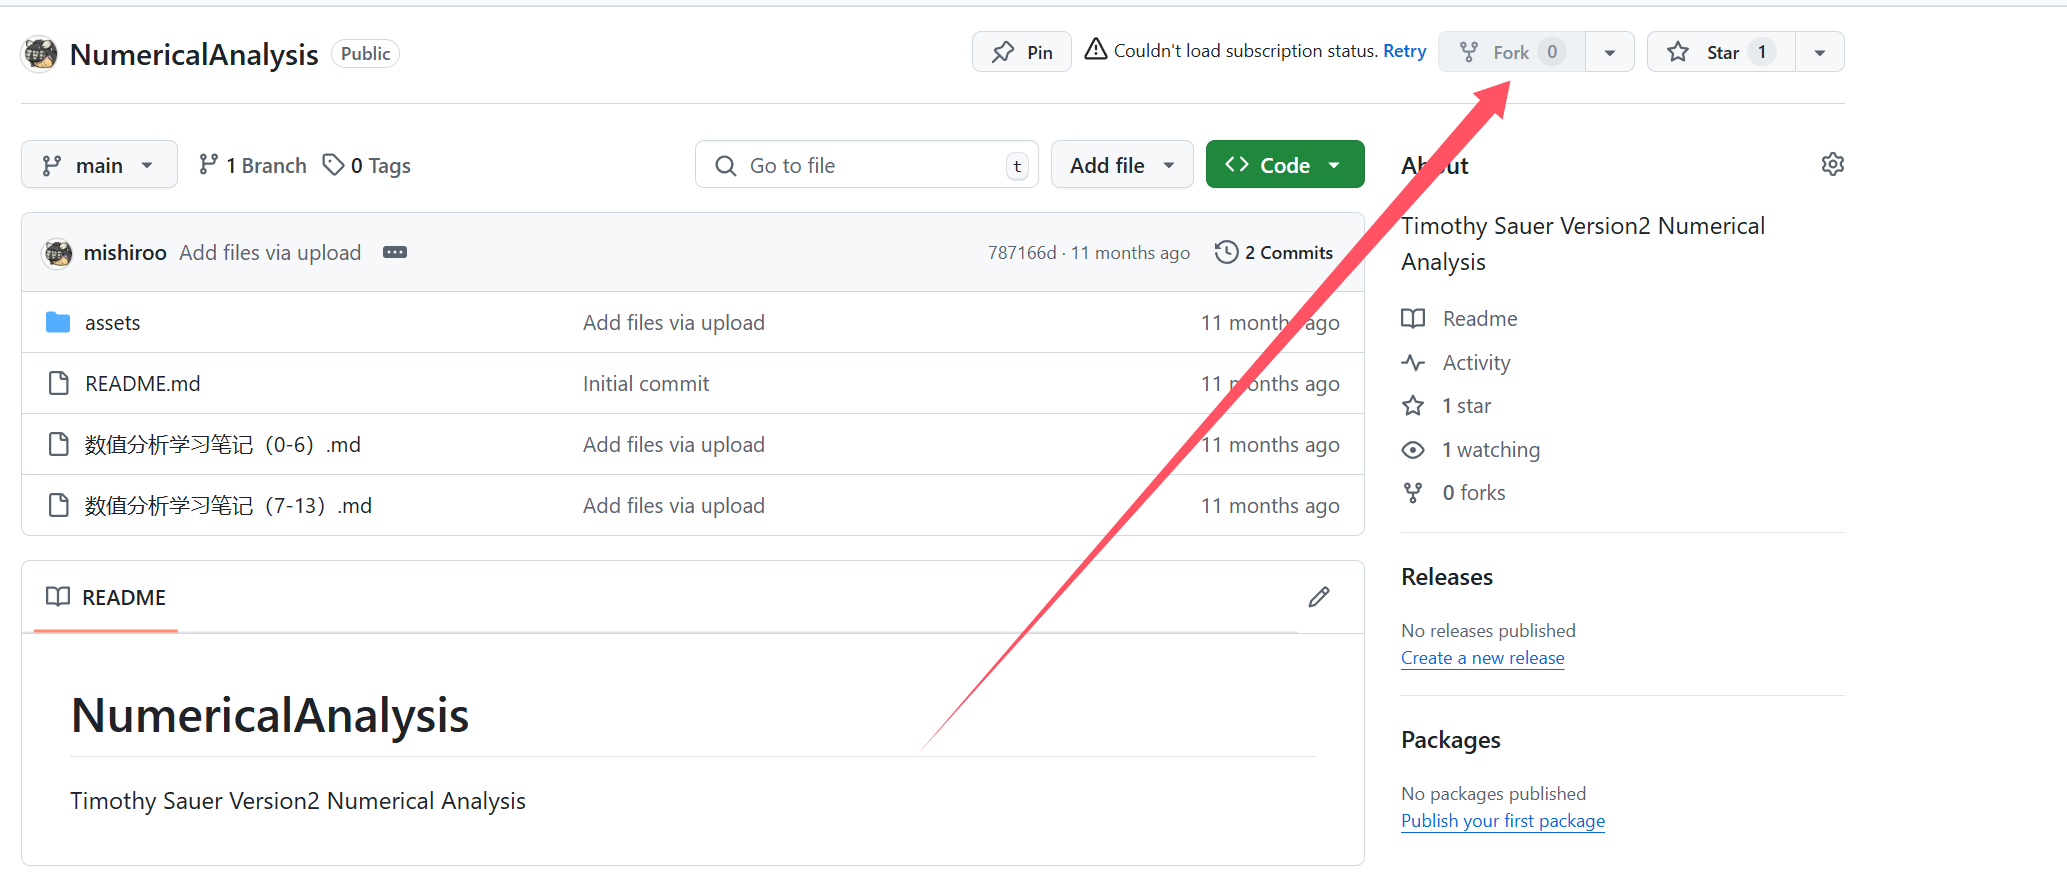 NumericalAnalysis Public Pin Couldn't load subscription status. Retry Fork 0 Star 1
main 1 Branch 0 Tags Go to file t Add file Code
mishiroo Add files via upload 787166d · 11 months ago 2 Commits
assets Add files via upload 11 months ago
README.md Initial commit 11 months ago
数值分析学习笔记（0-6）.md Add files via upload 11 months ago
数值分析学习笔记（7-13）.md Add files via upload 11 months ago
README
NumericalAnalysis
Timothy Sauer Version2 Numerical Analysis
About
Timothy Sauer Version2 Numerical
Analysis
Readme
Activity
1 star
1 watching
0 forks
Releases
No releases published
Create a new release
Packages
No packages published
Publish your first package